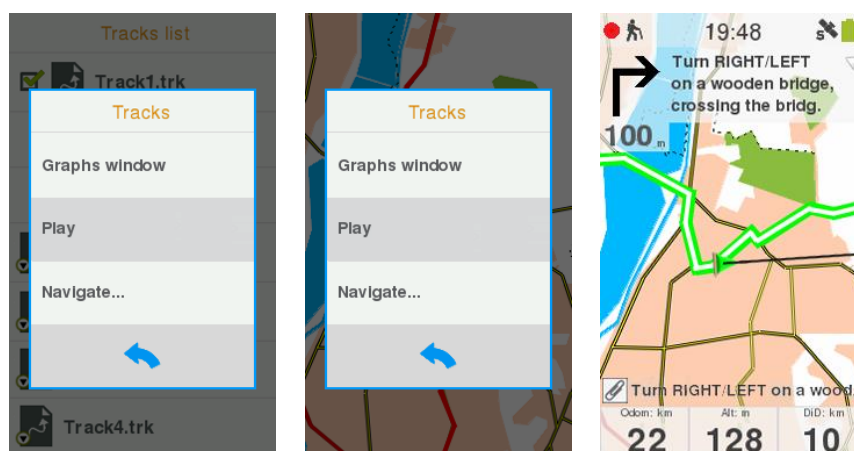 Tracks list
Track1.trk
Tracks
Graphs window
Play
Navigate...
Track4.trk
Tracks
Graphs window
Play
Navigate...
19:48
S
Turn RIGHT/LEFT
on a wooden bridge,
crossing the bridg.
100 m
Turn RIGHT/LEFT on a wood
Odom: km
Alt: m
DiD: km
22
128
10